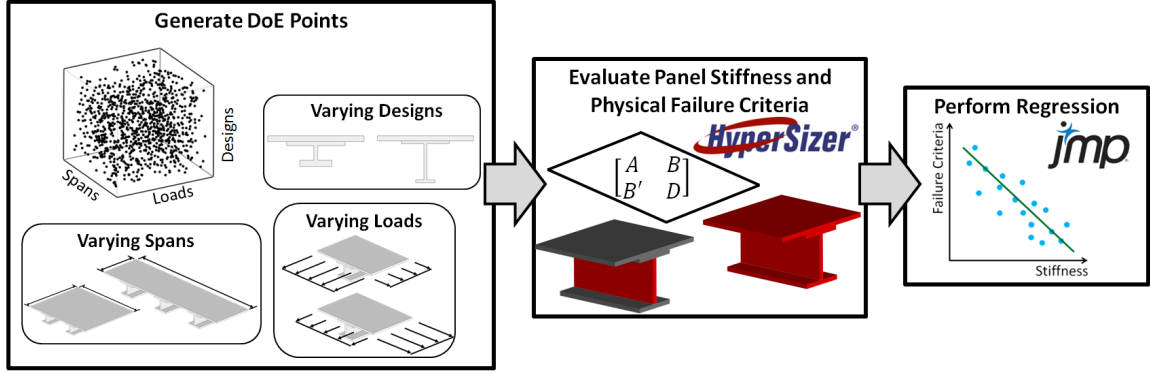 Generate DoE Points
Designs
Spans
Loads
Varying Designs
Varying Spans
Varying Loads
Evaluate Panel Stiffness and
Physical Failure Criteria
HyperSizer®
A B
B′ D
Perform Regression
jmp
Failure Criteria
Stiffness